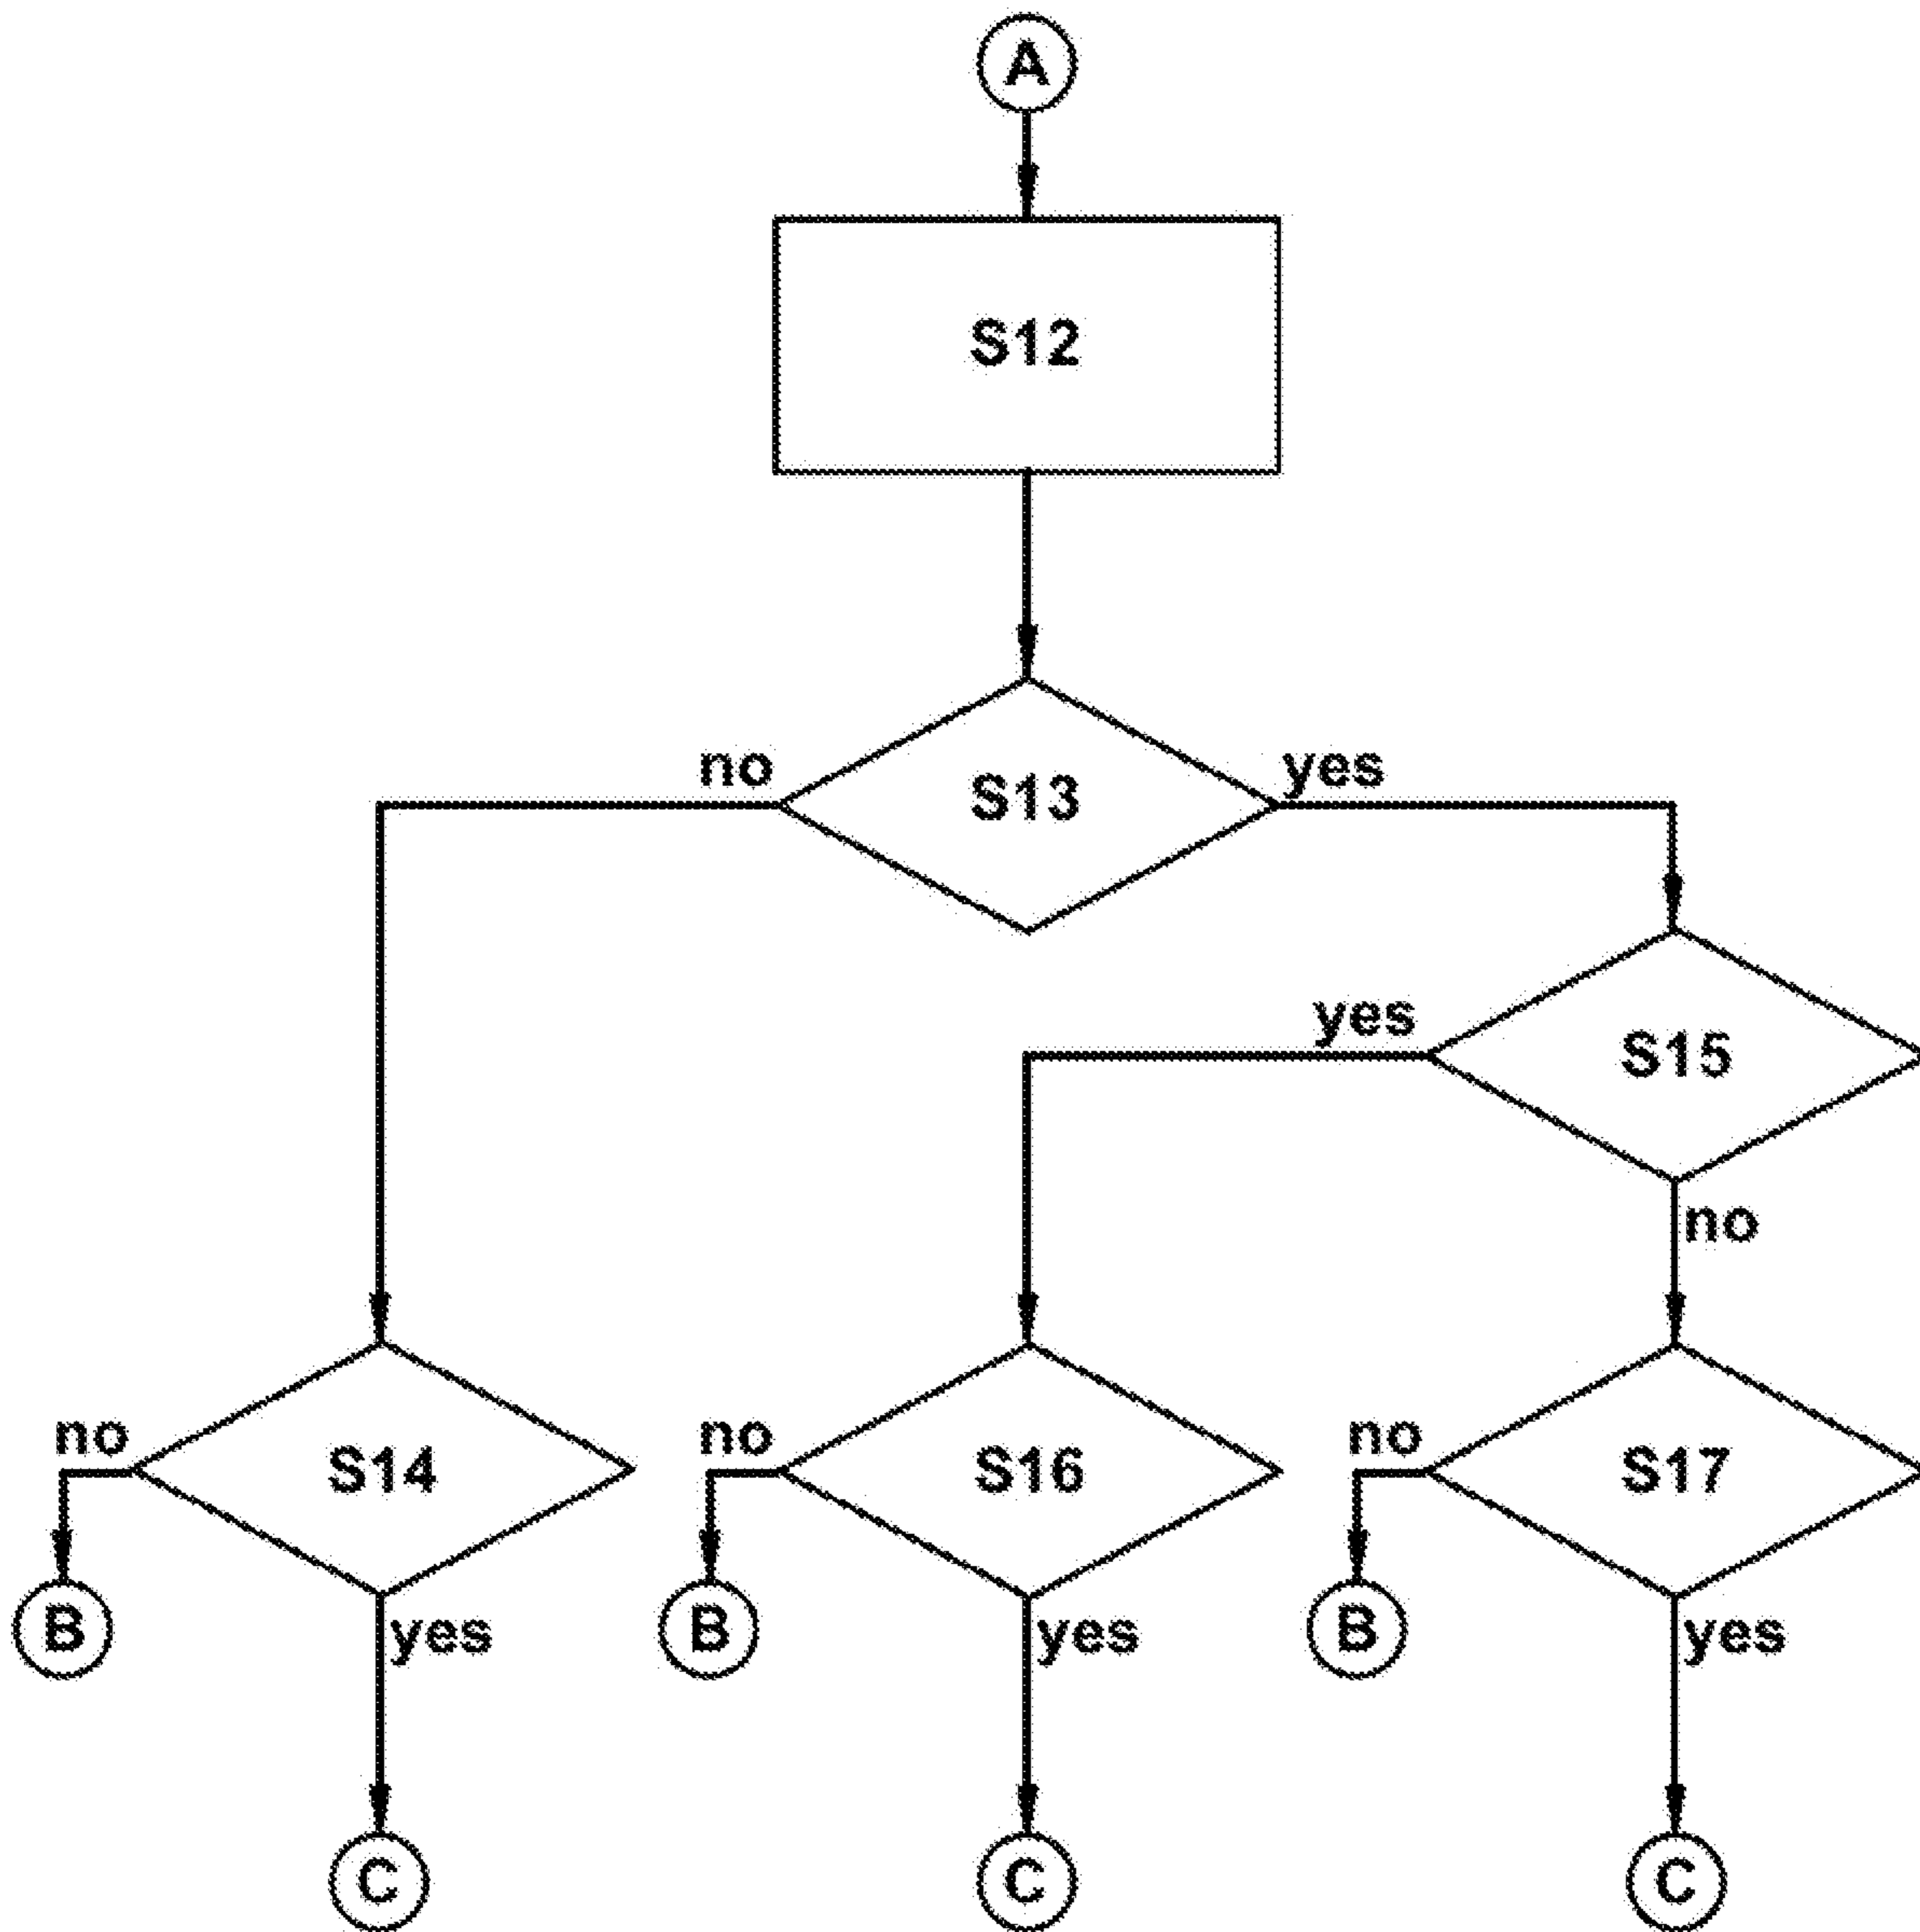 A
S12
no
yes
S13
yes
S15
no
no
S14
no
S16
no
S17
B
yes
B
yes
B
yes
C
C
C